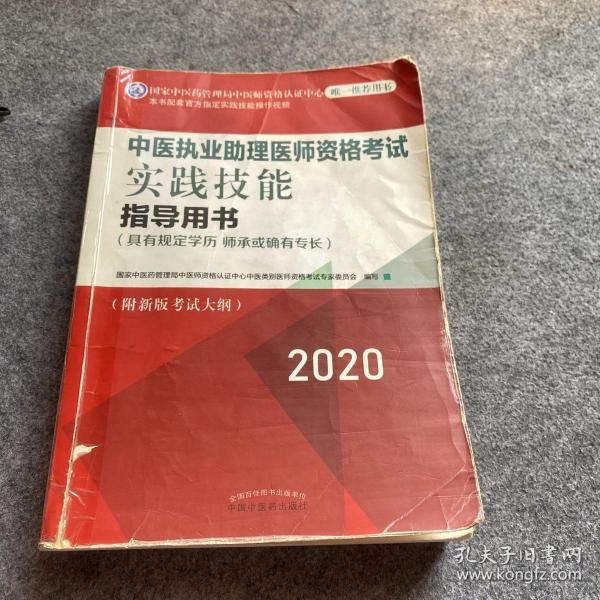 国家中医药管理局中医师资格认证中心 唯一推荐用书
本书配套官方指定实践技能操作视频
中医执业助理医师资格考试
实践技能
指导用书
（具有规定学历 师承或确有专长）
国家中医药管理局中医师资格认证中心中医类别医师资格考试专家委员会 编写
（附新版考试大纲）
2020
全国百佳图书出版单位
中国中医药出版社
孔夫子旧书网
www.kongfz.com